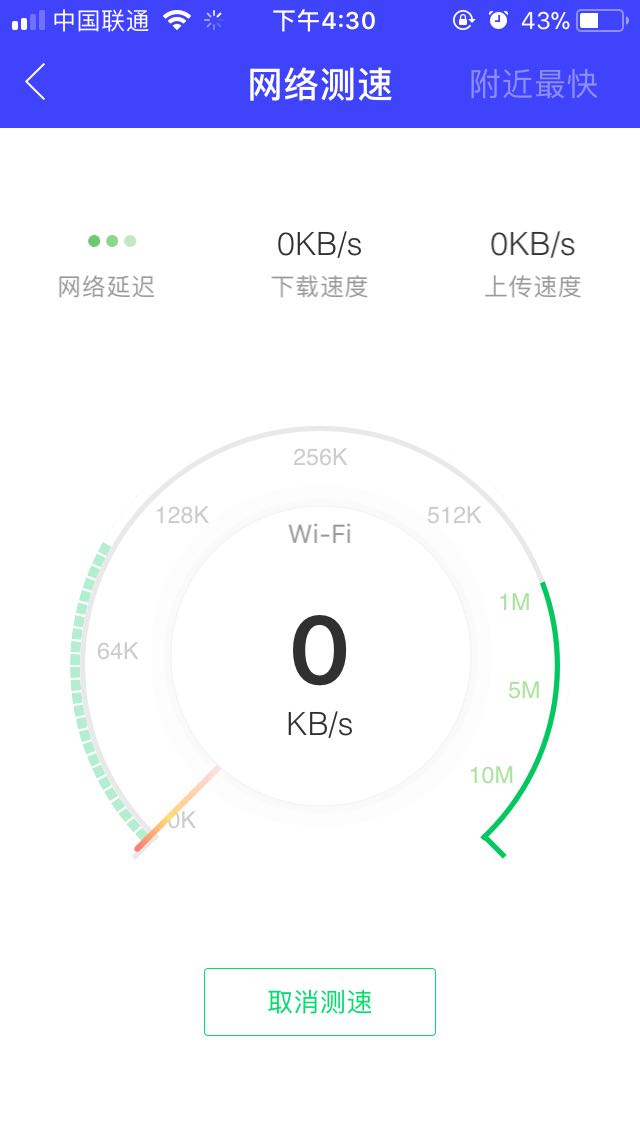 中国联通 下午4:30 43%
网络测速 附近最快
0KB/s 0KB/s
网络延迟 下载速度 上传速度
256K
128K 512K
Wi-Fi
1M
0
64K
5M
KB/s
10M
0K
取消测速